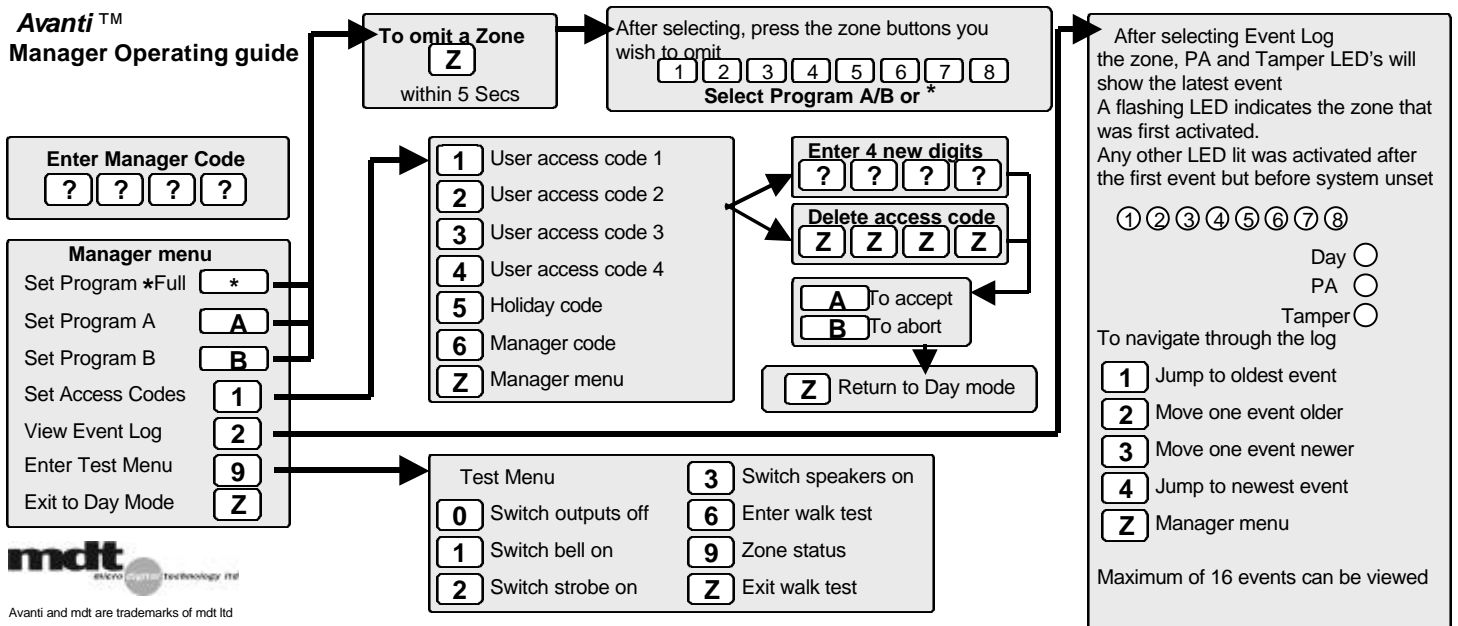 Avanti™
Manager Operating guide
To omit a Zone
Z
within 5 Secs
After selecting, press the zone buttons you
wish to omit
1 2 3 4 5 6 7 8
Select Program A/B or *
Enter Manager Code
? ? ? ?
Manager menu
Set Program *Full *
Set Program A A
Set Program B B
Set Access Codes 1
View Event Log 2
Enter Test Menu 9
Exit to Day Mode Z
1 User access code 1
2 User access code 2
3 User access code 3
4 User access code 4
5 Holiday code
6 Manager code
Z Manager menu
Enter 4 new digits
? ? ? ?
Delete access code
Z Z Z Z
A To accept
B To abort
Z Return to Day mode
Test Menu
0 Switch outputs off
1 Switch bell on
2 Switch strobe on
3 Switch speakers on
6 Enter walk test
9 Zone status
Z Exit walk test
After selecting Event Log
the zone, PA and Tamper LED's will
show the latest event
A flashing LED indicates the zone that
was first activated.
Any other LED lit was activated after
the first event but before system unset
1 2 3 4 5 6 7 8
Day
PA
Tamper
To navigate through the log
1 Jump to oldest event
2 Move one event older
3 Move one event newer
4 Jump to newest event
Z Manager menu
Maximum of 16 events can be viewed
mdt
micro digital technology ltd
Avanti and mdt are trademarks of mdt ltd